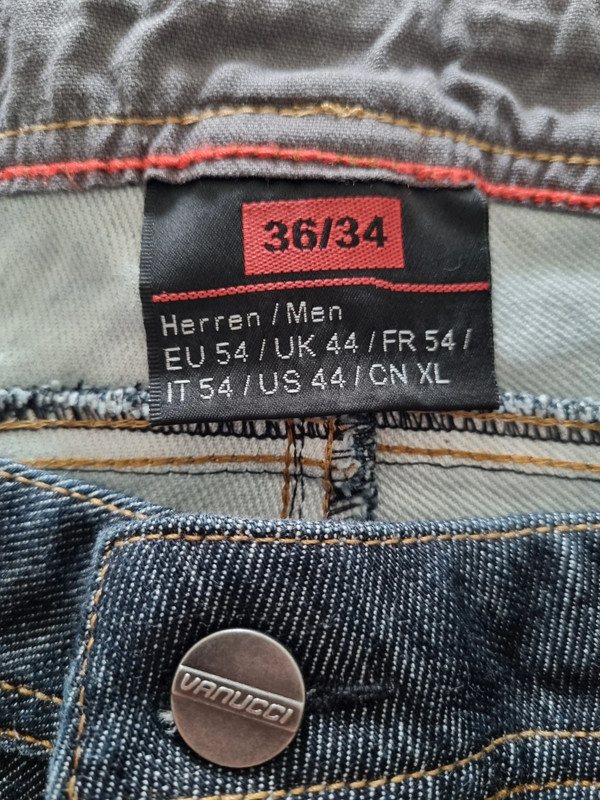 36/34
Herren / Men
EU 54 / UK 44 / FR 54 /
IT 54 / US 44 / CN XL
VANUCCI